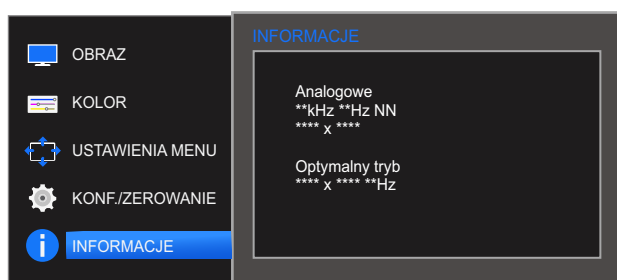 OBRAZ
KOLOR
USTAWIENIA MENU
KONF./ZEROWANIE
INFORMACJE
INFORMACJE
Analogowe
**kHz **Hz NN
**** x ****
Optymalny tryb
**** x **** **Hz